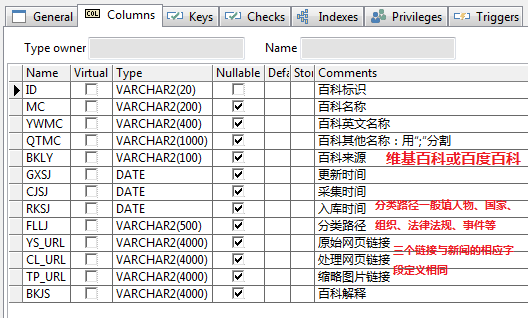 General Columns Keys Checks Indexes Privileges Triggers
Type owner Name
Name Virtual Type Nullable Defa Stor Comments
ID VARCHAR2(20) 百科标识
MC VARCHAR2(200) 百科名称
YWMC VARCHAR2(400) 百科英文名称
QTMC VARCHAR2(1000) 百科其他名称：用";"分割
BKLY VARCHAR2(100) 百科来源 维基百科或百度百科
GXSJ DATE 更新时间
CJSJ DATE 采集时间
RKSJ DATE 入库时间 分类路径一般填人物、国家、
FLLJ VARCHAR2(500) 分类路径 组织、法律法规、事件等
YS_URL VARCHAR2(4000) 原始网页链接 三个链接与新闻的相应字
CL_URL VARCHAR2(4000) 处理网页链接
TP_URL VARCHAR2(4000) 缩略图片链接 段定义相同
BKJS VARCHAR2(4000) 百科解释